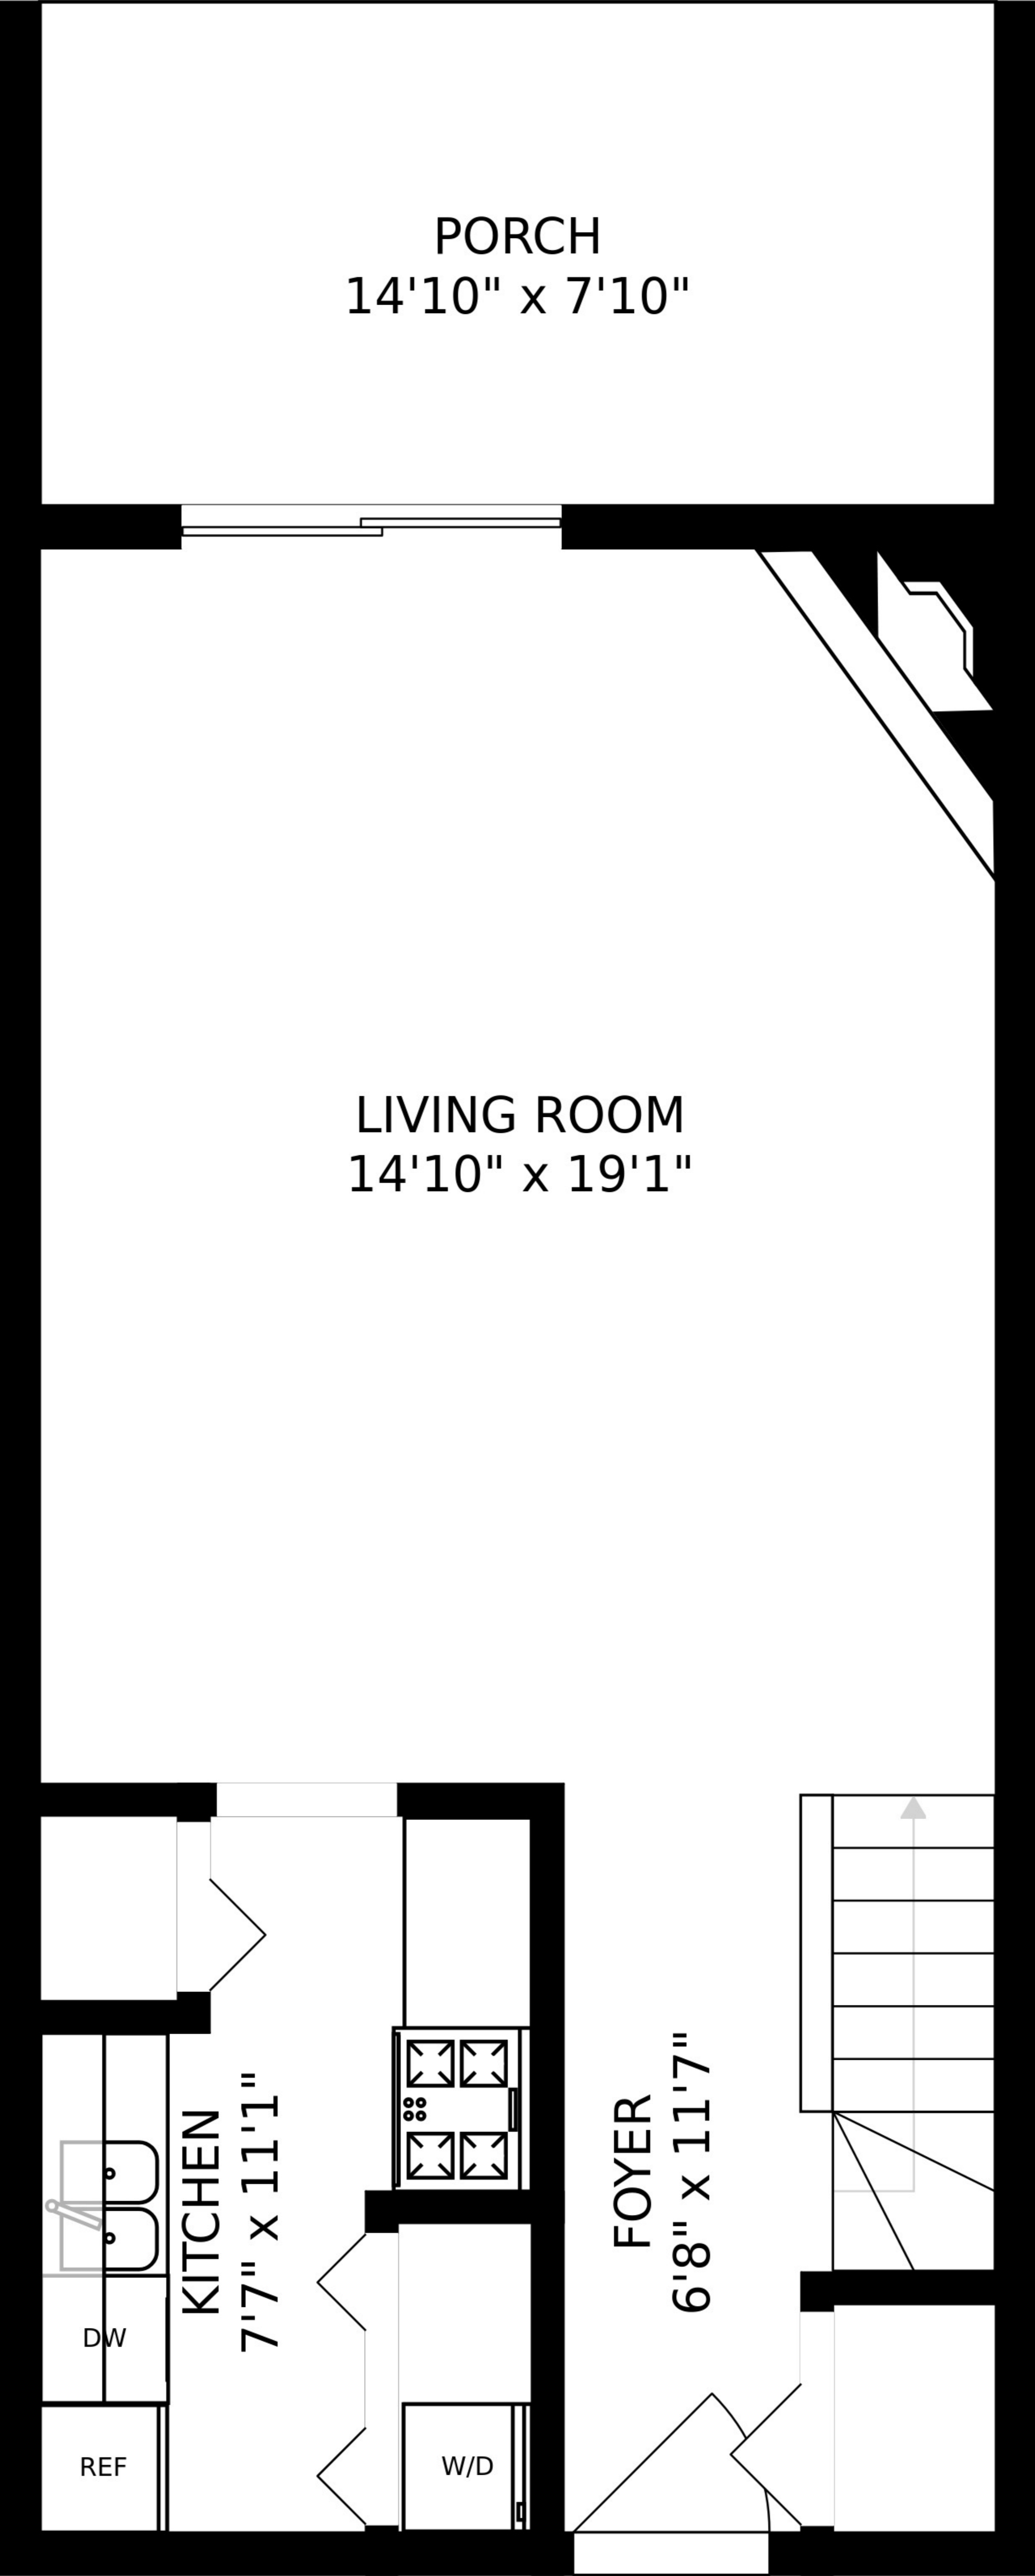 PORCH
14'10" x 7'10"
LIVING ROOM
14'10" x 19'1"
KITCHEN
7'7" x 11'1"
FOYER
6'8" x 11'7"
DW
REF
W/D